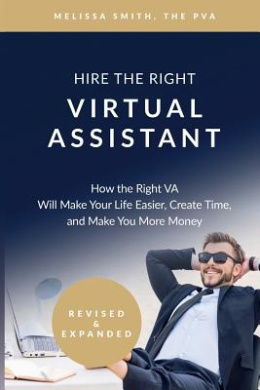 MELISSA SMITH, THE PVA
HIRE THE RIGHT
VIRTUAL
ASSISTANT
How the Right VA
Will Make Your Life Easier, Create Time,
and Make You More Money
REVISED
&
EXPANDED